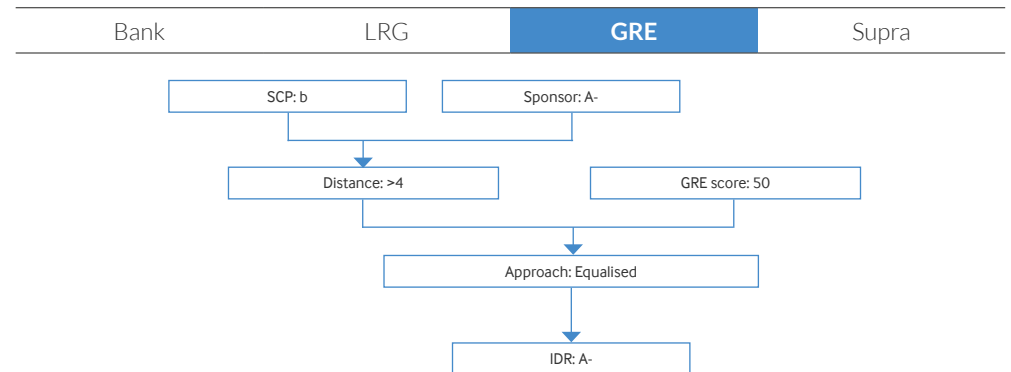 Bank LRG GRE Supra
SCP: b Sponsor: A-
Distance: >4 GRE score: 50
Approach: Equalised
IDR: A-